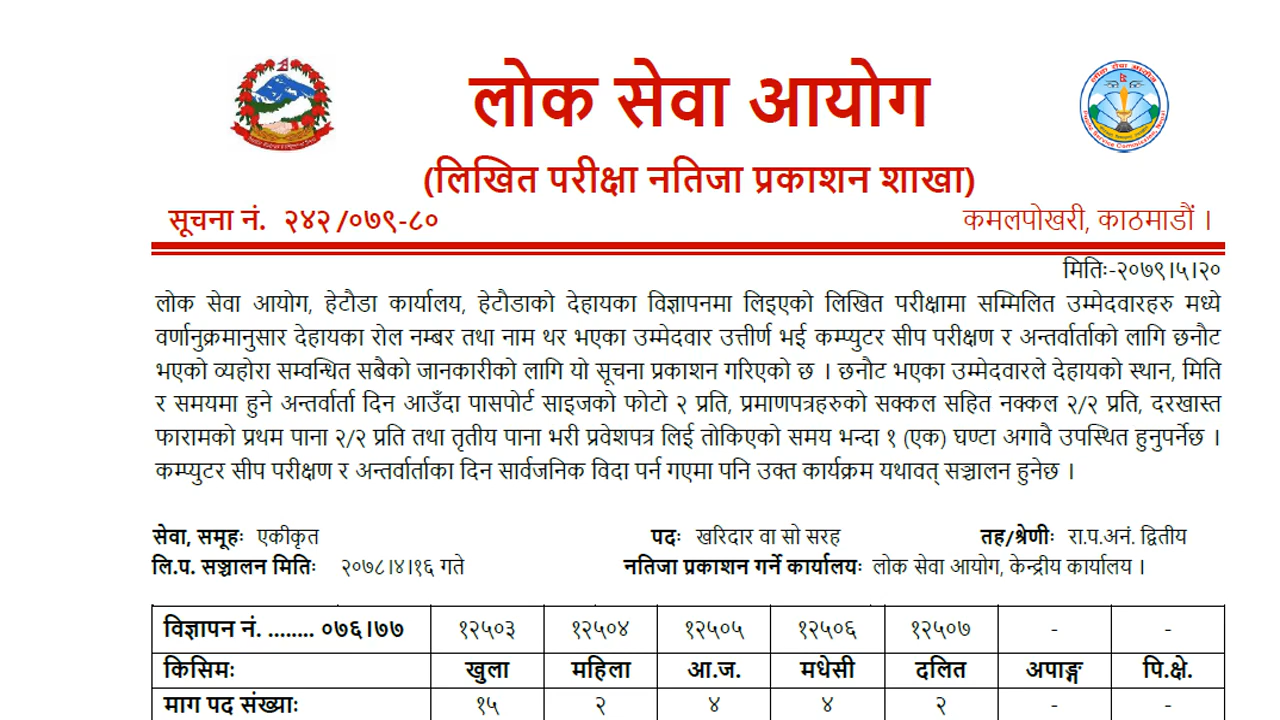 लोक सेवा आयोग
(लिखित परीक्षा नतिजा प्रकाशन शाखा)
सूचना नं. २४२/०७९-८० कमलपोखरी, काठमाडौं ।
मितिः-२०७९।५।२०
लोक सेवा आयोग, हेटौडा कार्यालय, हेटौडाको देहायका विज्ञापनमा लिइएको लिखित परीक्षामा सम्मिलित उम्मेदवारहरु मध्ये
वर्णानुक्रमानुसार देहायका रोल नम्बर तथा नाम थर भएका उम्मेदवार उत्तीर्ण भई कम्प्युटर सीप परीक्षण र अन्तर्वार्ताको लागि छनौट
भएको व्यहोरा सम्वन्धित सबैको जानकारीको लागि यो सूचना प्रकाशन गरिएको छ । छनौट भएका उम्मेदवारले देहायको स्थान, मिति
र समयमा हुने अन्तर्वार्ता दिन आउँदा पासपोर्ट साइजको फोटो २ प्रति, प्रमाणपत्रहरुको सक्कल सहित नक्कल २/२ प्रति, दरखास्त
फारामको प्रथम पाना २/२ प्रति तथा तृतीय पाना भरी प्रवेशपत्र लिई तोकिएको समय भन्दा १ (एक) घण्टा अगावै उपस्थित हुनुपर्नेछ ।
कम्प्युटर सीप परीक्षण र अन्तर्वार्ताका दिन सार्वजनिक विदा पर्न गएमा पनि उक्त कार्यक्रम यथावत् सञ्चालन हुनेछ ।
सेवा, समूहः एकीकृत पदः खरिदार वा सो सरह तह/श्रेणीः रा.प.अनं. द्वितीय
लि.प. सञ्चालन मितिः २०७८।४।१६ गते नतिजा प्रकाशन गर्ने कार्यालयः लोक सेवा आयोग, केन्द्रीय कार्यालय ।
विज्ञापन नं. ........ ०७६।७७ १२५०३ १२५०४ १२५०५ १२५०६ १२५०७ - -
किसिमः खुला महिला आ.ज. मधेसी दलित अपाङ्ग पि.क्षे.
माग पद संख्याः १५ २ ४ ४ २ - -